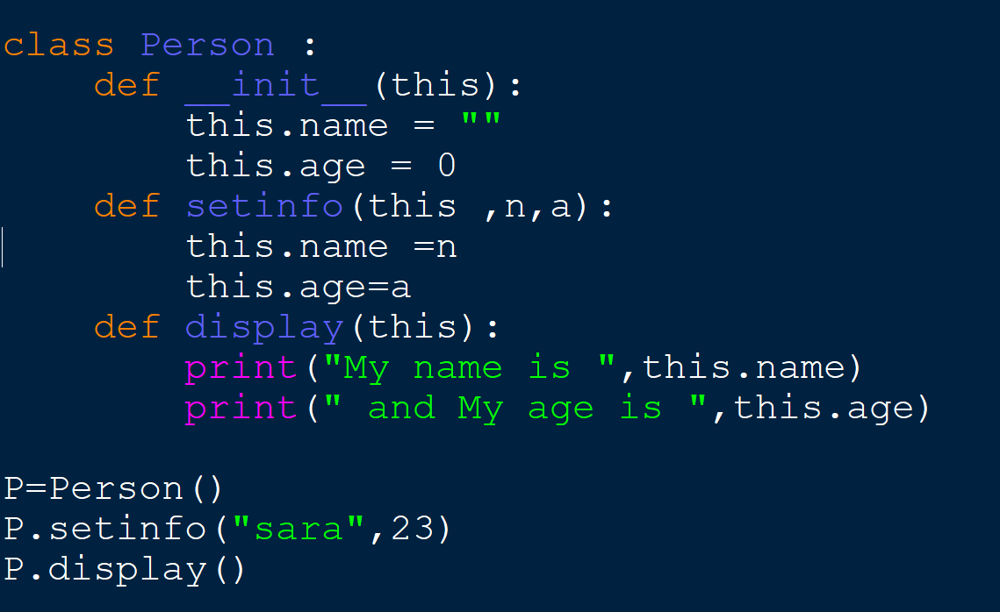 class Person :
    def __init__(this):
        this.name = ""
        this.age = 0
    def setinfo(this ,n,a):
        this.name =n
        this.age=a
    def display(this):
        print("My name is ",this.name)
        print(" and My age is ",this.age)

P=Person()
P.setinfo("sara",23)
P.display()